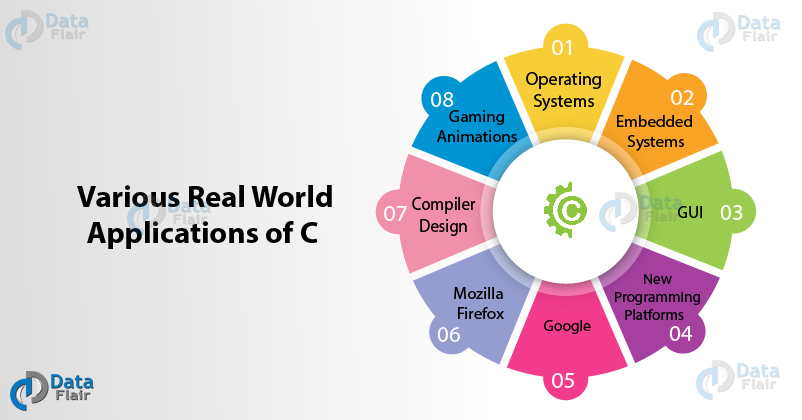 Various Real World
Applications of C
01
Operating
Systems
02
Embedded
Systems
03
GUI
04
New
Programming
Platforms
05
Google
06
Mozilla
Firefox
07
Compiler
Design
08
Gaming
Animations
C
Data
Flair
Data
Flair
Data
Flair
Data
Flair
Data
Flair
Data
Flair